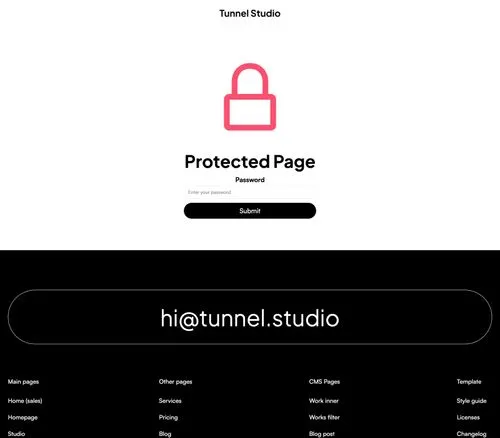 Tunnel Studio
Protected Page
Password
Enter your password
Submit
hi@tunnel.studio
Main pages Other pages CMS Pages Template
Home (sales) Services Work inner Style guide
Homepage Pricing Works filter Licenses
Studio Blog Blog post Changelog